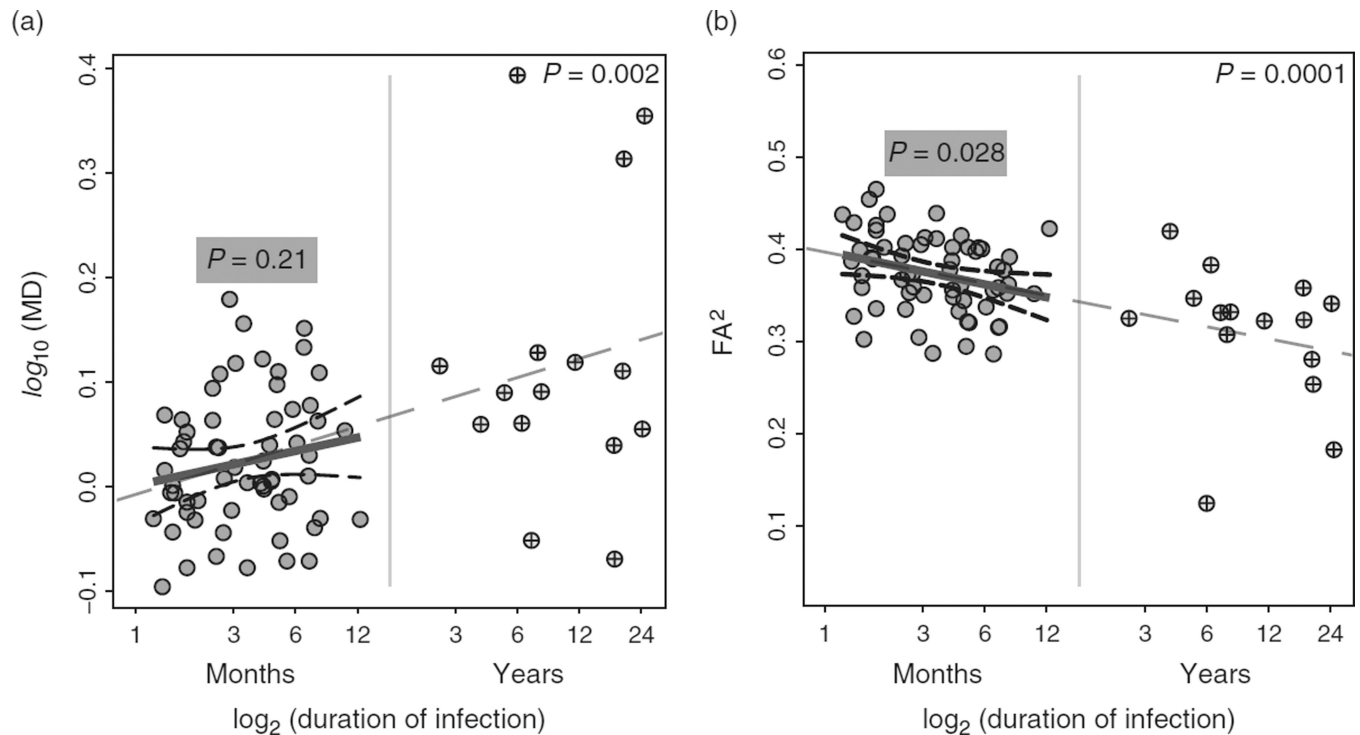 (a)
P = 0.002
P = 0.21
0.4
0.3
0.2
0.1
0.0
−0.1
log10 (MD)
1 3 6 12 3 6 12 24
Months Years
log2 (duration of infection)
(b)
P = 0.0001
P = 0.028
0.6
0.5
0.4
0.3
0.2
0.1
FA²
1 3 6 12 3 6 12 24
Months Years
log2 (duration of infection)